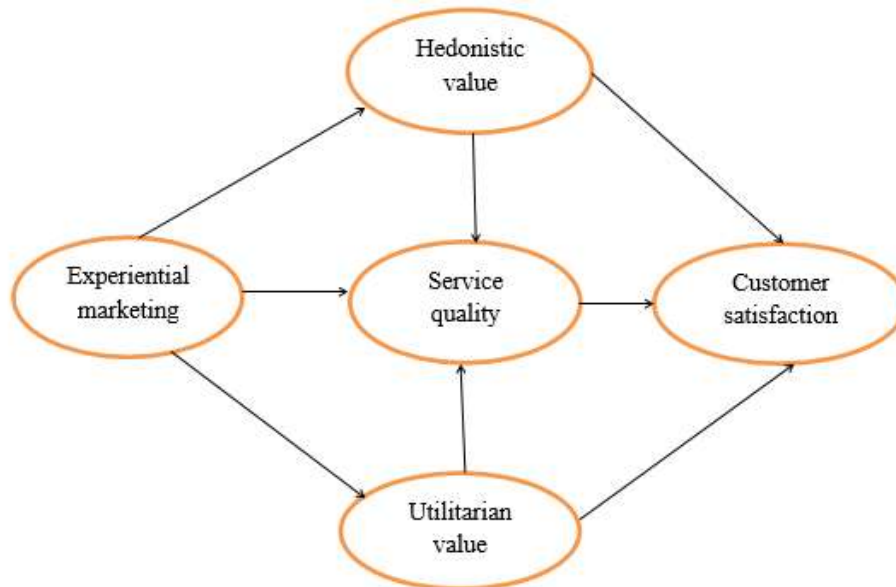 Hedonistic
value
Experiential
marketing
Service
quality
Customer
satisfaction
Utilitarian
value